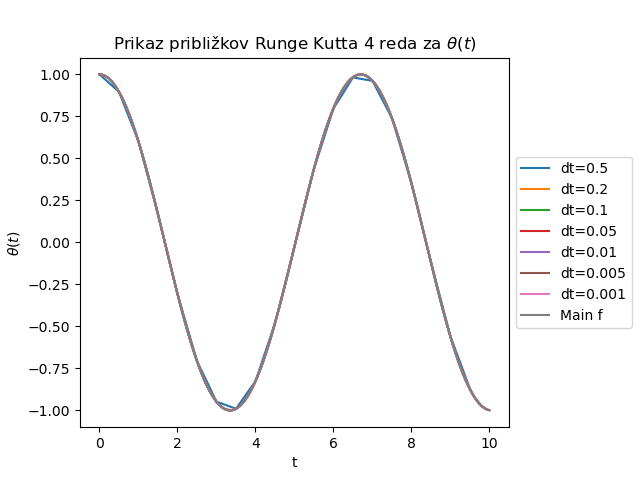 Prikaz približkov Runge Kutta 4 reda za θ(t)
1.00
0.75
0.50
0.25
0.00
−0.25
−0.50
−0.75
−1.00
θ(t)
0 2 4 6 8 10
t
dt=0.5
dt=0.2
dt=0.1
dt=0.05
dt=0.01
dt=0.005
dt=0.001
Main f